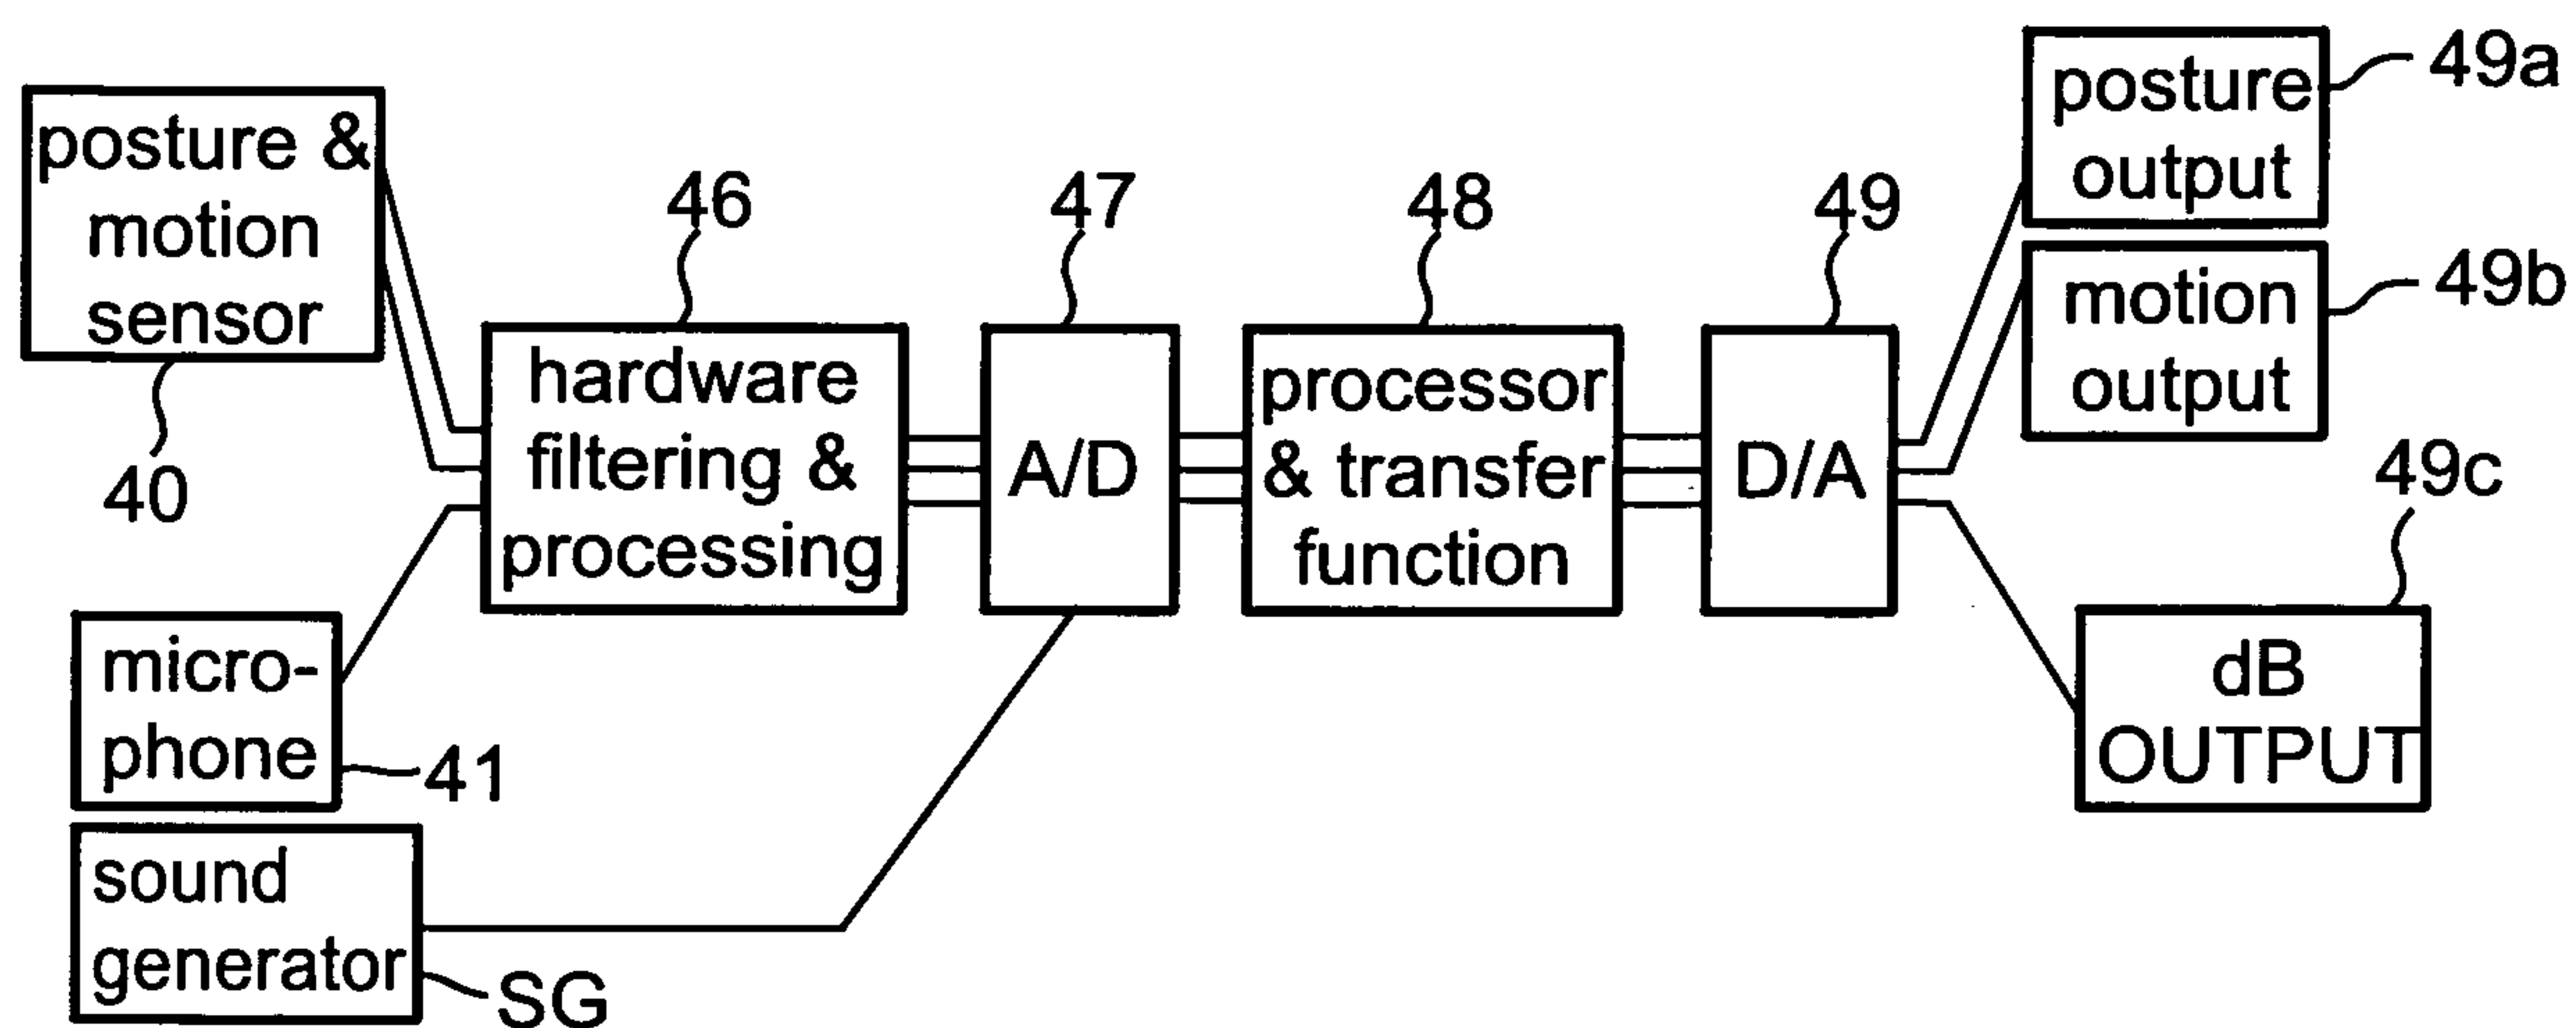 posture &
motion
sensor
40
micro-
phone
41
sound
generator
SG
46
hardware
filtering &
processing
47
A/D
48
processor
& transfer
function
49
D/A
posture
output
49a
motion
output
49b
49c
dB
OUTPUT